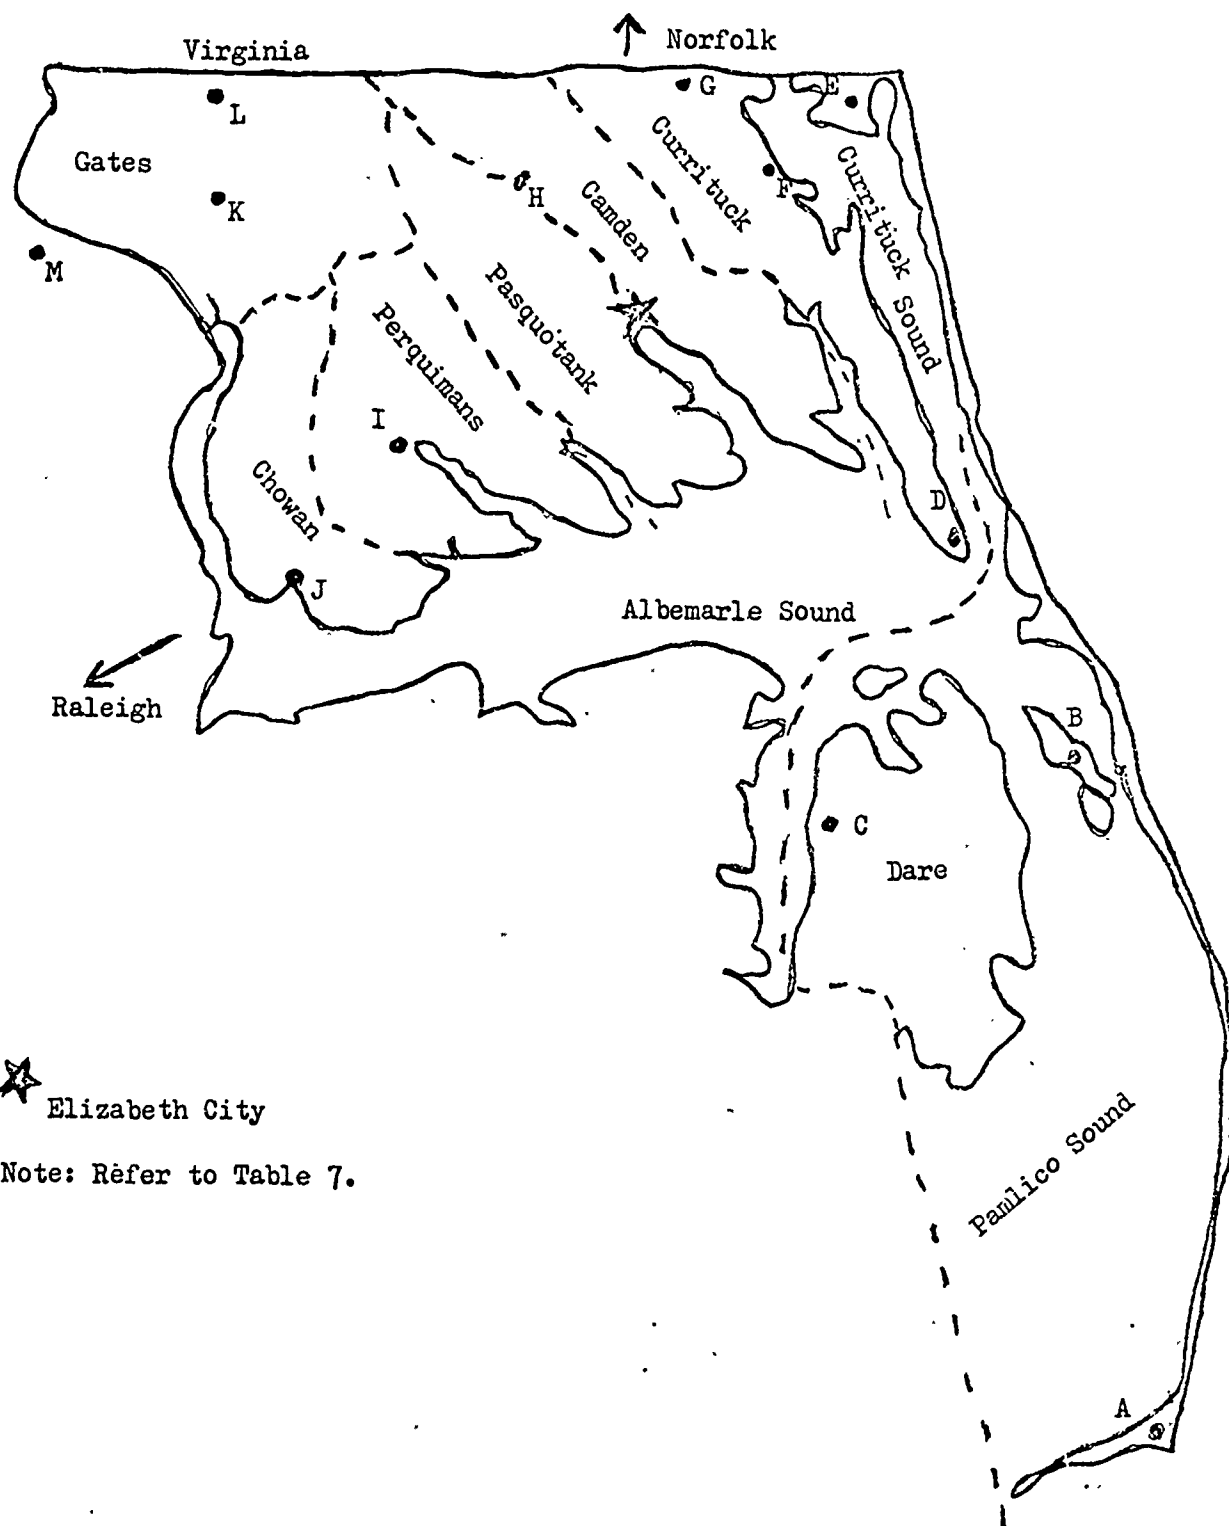 Virginia
Norfolk
L
G
E
Gates
Currituck
F
K
H
Camden
Currituck Sound
M
Pasquotank
Perquimans
I
Chowan
D
J
Albemarle Sound
Raleigh
B
C
Dare
Elizabeth City
Note: Refer to Table 7.
Pamlico Sound
A